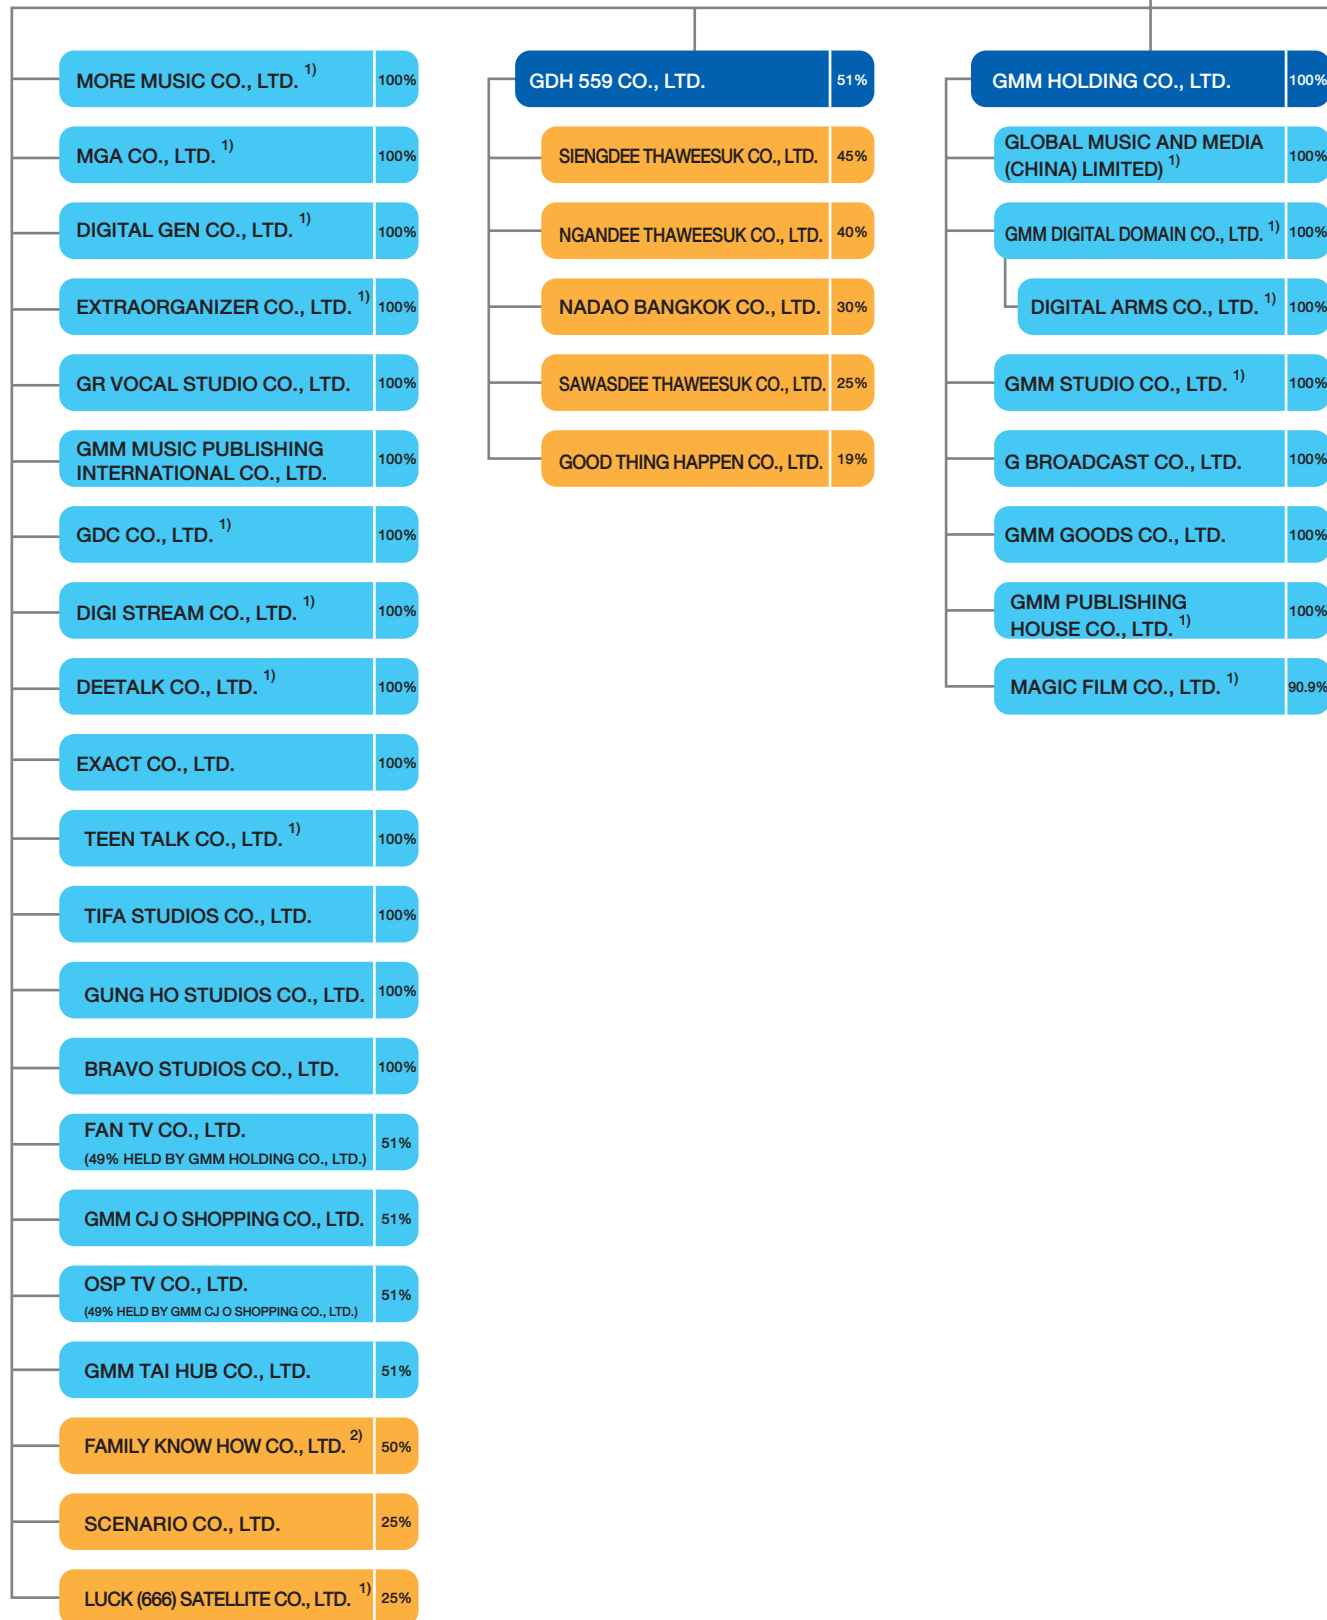 MORE MUSIC CO., LTD. 1) 100%
MGA CO., LTD. 1) 100%
DIGITAL GEN CO., LTD. 1) 100%
EXTRAORGANIZER CO., LTD. 1) 100%
GR VOCAL STUDIO CO., LTD. 100%
GMM MUSIC PUBLISHING
INTERNATIONAL CO., LTD. 100%
GDC CO., LTD. 1) 100%
DIGI STREAM CO., LTD. 1) 100%
DEETALK CO., LTD. 1) 100%
EXACT CO., LTD. 100%
TEEN TALK CO., LTD. 1) 100%
TIFA STUDIOS CO., LTD. 100%
GUNG HO STUDIOS CO., LTD. 100%
BRAVO STUDIOS CO., LTD. 100%
FAN TV CO., LTD. 51%
(49% HELD BY GMM HOLDING CO., LTD.)
GMM CJ O SHOPPING CO., LTD. 51%
OSP TV CO., LTD. 51%
(49% HELD BY GMM CJ O SHOPPING CO., LTD.)
GMM TAI HUB CO., LTD. 51%
FAMILY KNOW HOW CO., LTD. 2) 50%
SCENARIO CO., LTD. 25%
LUCK (666) SATELLITE CO., LTD. 1) 25%
GDH 559 CO., LTD. 51%
SIENGDEE THAWEESUK CO., LTD. 45%
NGANDEE THAWEESUK CO., LTD. 40%
NADAO BANGKOK CO., LTD. 30%
SAWASDEE THAWEESUK CO., LTD. 25%
GOOD THING HAPPEN CO., LTD. 19%
GMM HOLDING CO., LTD. 100%
GLOBAL MUSIC AND MEDIA
(CHINA) LIMITED) 1) 100%
GMM DIGITAL DOMAIN CO., LTD. 1) 100%
DIGITAL ARMS CO., LTD. 1) 100%
GMM STUDIO CO., LTD. 1) 100%
G BROADCAST CO., LTD. 100%
GMM GOODS CO., LTD. 100%
GMM PUBLISHING
HOUSE CO., LTD. 1) 100%
MAGIC FILM CO., LTD. 1) 90.9%